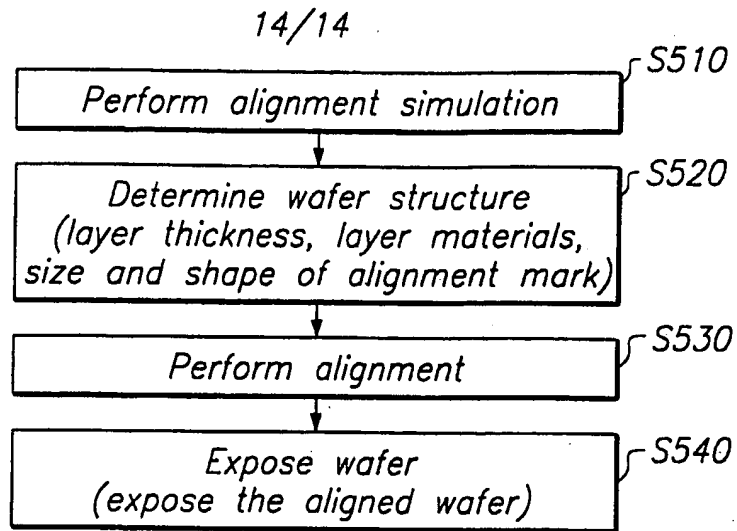 14/14
S510
Perform alignment simulation
S520
Determine wafer structure
(layer thickness, layer materials,
size and shape of alignment mark)
S530
Perform alignment
S540
Expose wafer
(expose the aligned wafer)